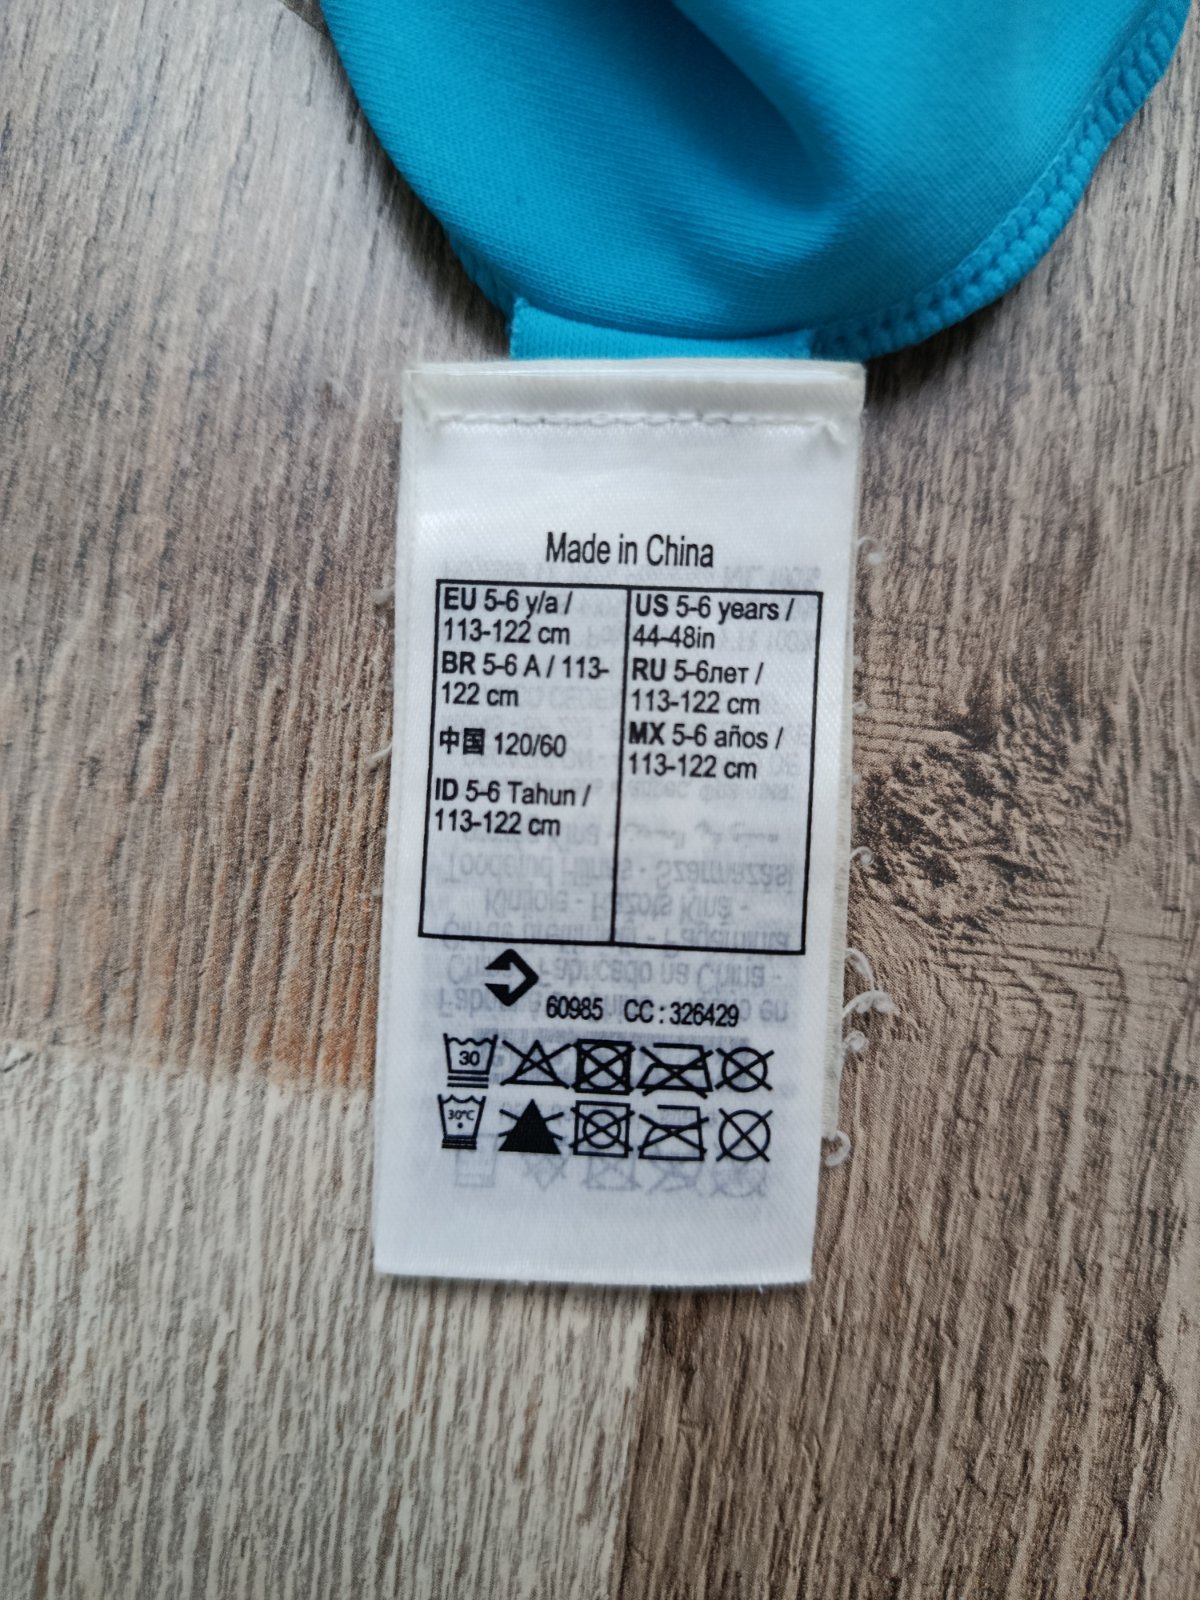 Made in China
EU 5-6 y/a /
113-122 cm
BR 5-6 A / 113-
122 cm
中国 120/60
ID 5-6 Tahun /
113-122 cm
US 5-6 years /
44-48in
RU 5-6лет /
113-122 cm
MX 5-6 años /
113-122 cm
60985 CC : 326429
30
30°C